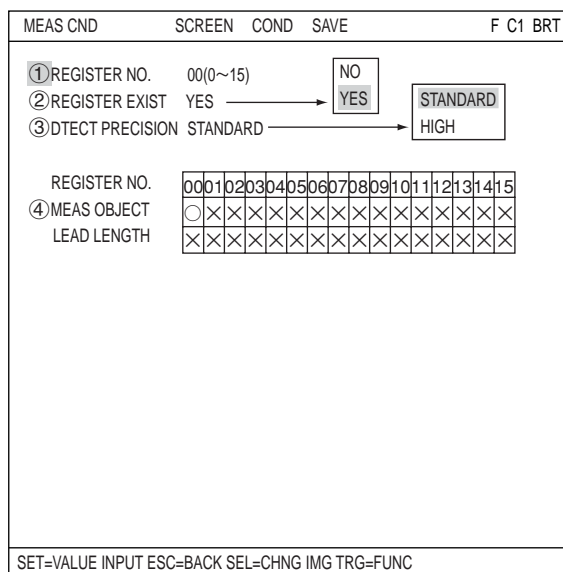 MEAS CND SCREEN COND SAVE F C1 BRT
①REGISTER NO. 00(0～15)
②REGISTER EXIST YES
NO
YES
③DTECT PRECISION STANDARD
STANDARD
HIGH
REGISTER NO. 00 01 02 03 04 05 06 07 08 09 10 11 12 13 14 15
④MEAS OBJECT ○ × × × × × × × × × × × × × × ×
LEAD LENGTH × × × × × × × × × × × × × × × ×
SET=VALUE INPUT ESC=BACK SEL=CHNG IMG TRG=FUNC